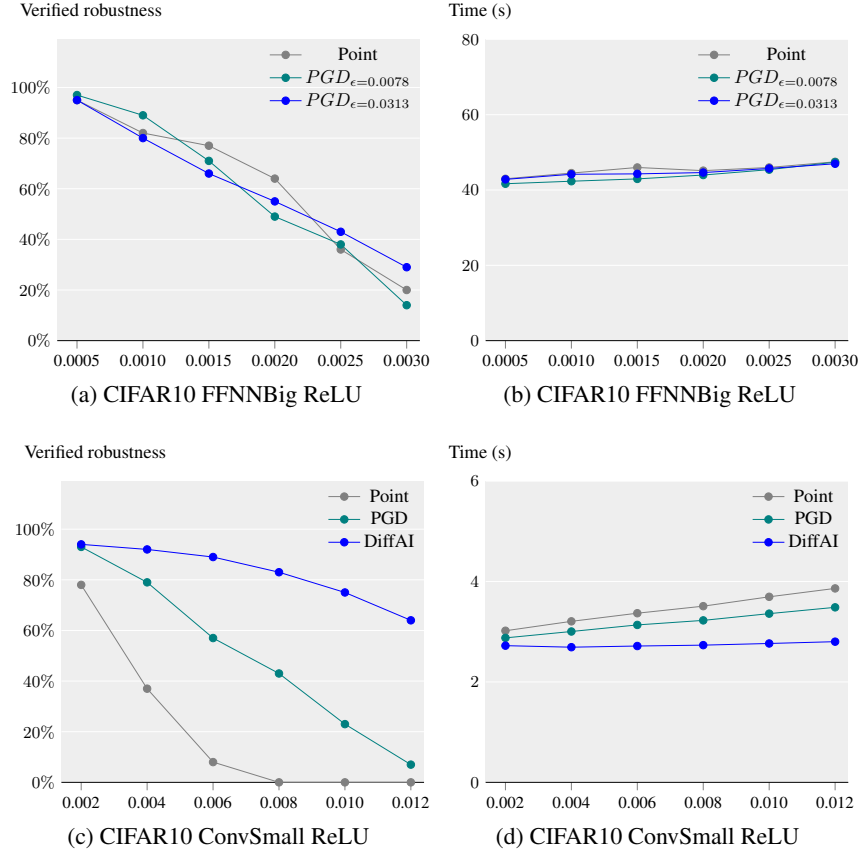 Verified robustness
Point
PGD_{ϵ=0.0078}
PGD_{ϵ=0.0313}
100%
80%
60%
40%
20%
0%
0.0005 0.0010 0.0015 0.0020 0.0025 0.0030
(a) CIFAR10 FFNNBig ReLU
Time (s)
80
Point
PGD_{ϵ=0.0078}
PGD_{ϵ=0.0313}
60
40
20
0
0.0005 0.0010 0.0015 0.0020 0.0025 0.0030
(b) CIFAR10 FFNNBig ReLU
Verified robustness
Point
PGD
DiffAI
100%
80%
60%
40%
20%
0%
0.002 0.004 0.006 0.008 0.010 0.012
(c) CIFAR10 ConvSmall ReLU
Time (s)
6
Point
PGD
DiffAI
4
2
0
0.002 0.004 0.006 0.008 0.010 0.012
(d) CIFAR10 ConvSmall ReLU